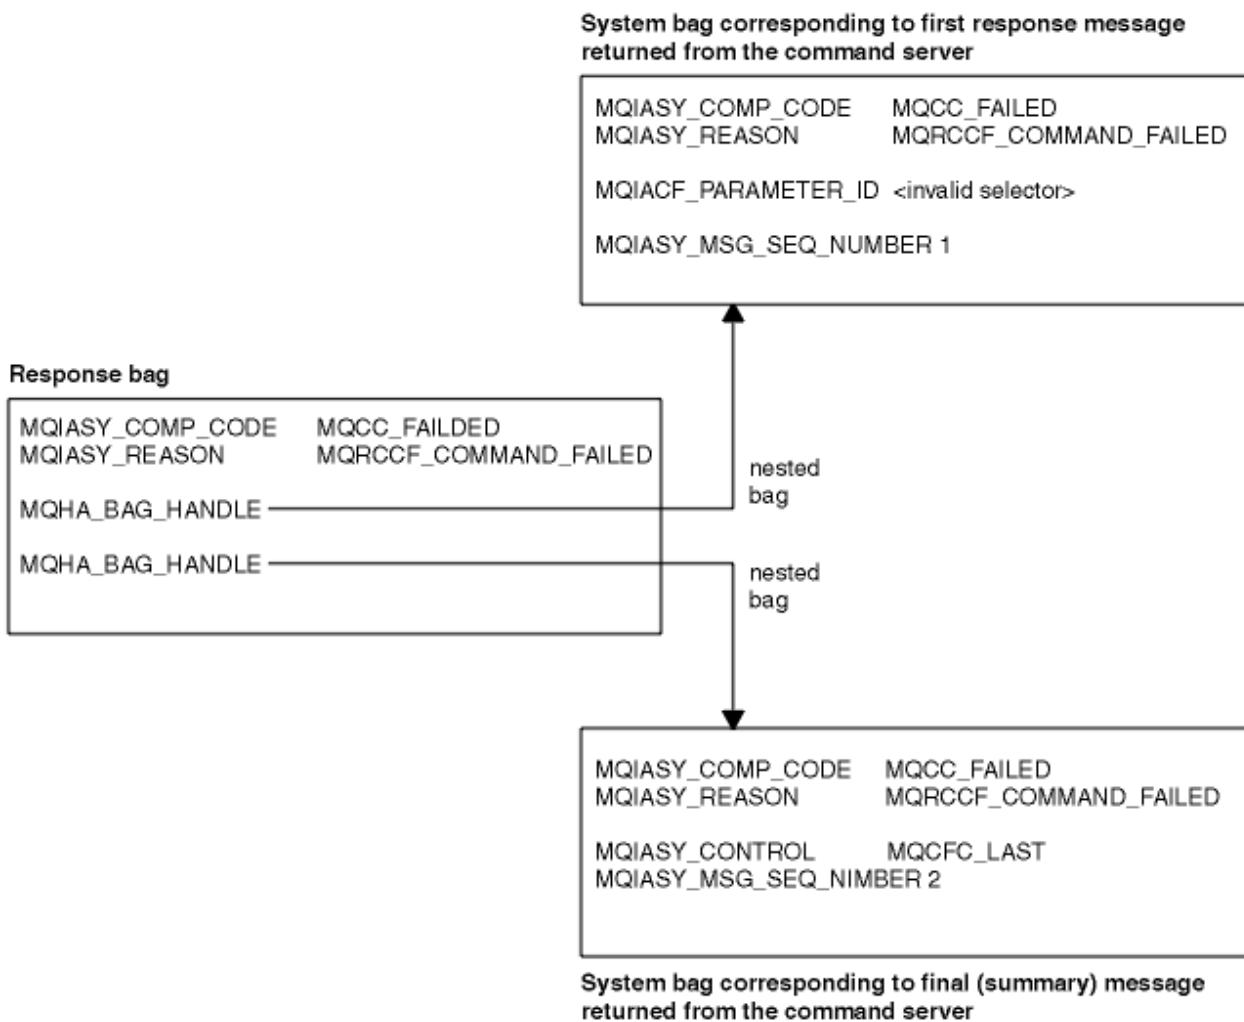 System bag corresponding to first response message
returned from the command server
MQIASY_COMP_CODE MQCC_FAILED
MQIASY_REASON MQRCCF_COMMAND_FAILED
MQIACF_PARAMETER_ID <invalid selector>
MQIASY_MSG_SEQ_NUMBER 1
Response bag
MQIASY_COMP_CODE MQCC_FAILDED
MQIASY_REASON MQRCCF_COMMAND_FAILED
MQHA_BAG_HANDLE
nested
bag
MQHA_BAG_HANDLE
nested
bag
MQIASY_COMP_CODE MQCC_FAILED
MQIASY_REASON MQRCCF_COMMAND_FAILED
MQIASY_CONTROL MQCFC_LAST
MQIASY_MSG_SEQ_NIMBER 2
System bag corresponding to final (summary) message
returned from the command server